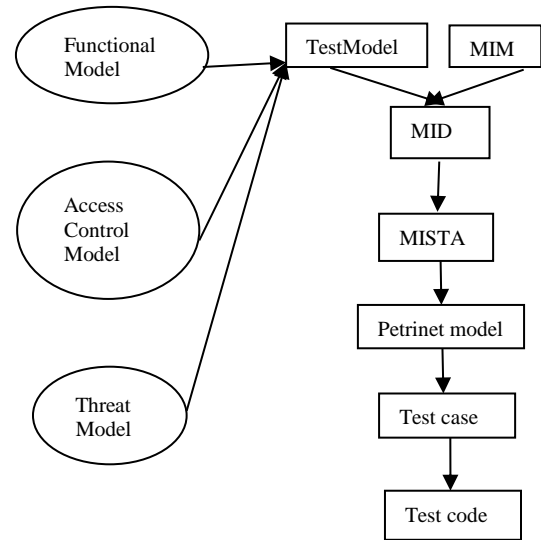 Functional
Model
TestModel
MIM
MID
Access
Control
Model
MISTA
Petrinet model
Threat
Model
Test case
Test code